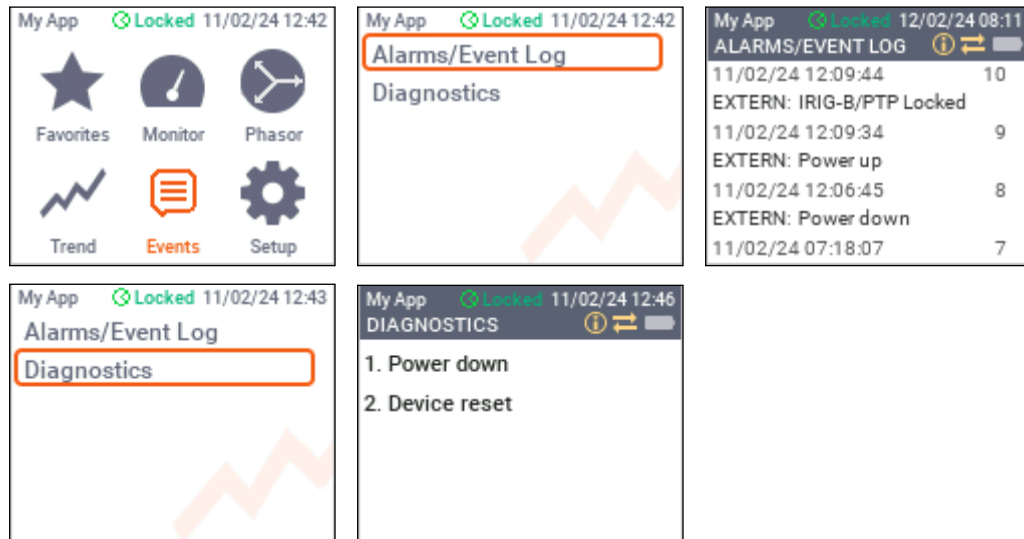 My App Locked 11/02/24 12:42
Favorites Monitor Phasor
Trend Events Setup
My App Locked 11/02/24 12:42
Alarms/Event Log
Diagnostics
My App Locked 12/02/24 08:11
ALARMS/EVENT LOG
11/02/24 12:09:44 10
EXTERN: IRIG-B/PTP Locked
11/02/24 12:09:34 9
EXTERN: Power up
11/02/24 12:06:45 8
EXTERN: Power down
11/02/24 07:18:07 7
My App Locked 11/02/24 12:43
Alarms/Event Log
Diagnostics
My App Locked 11/02/24 12:46
DIAGNOSTICS
1. Power down
2. Device reset